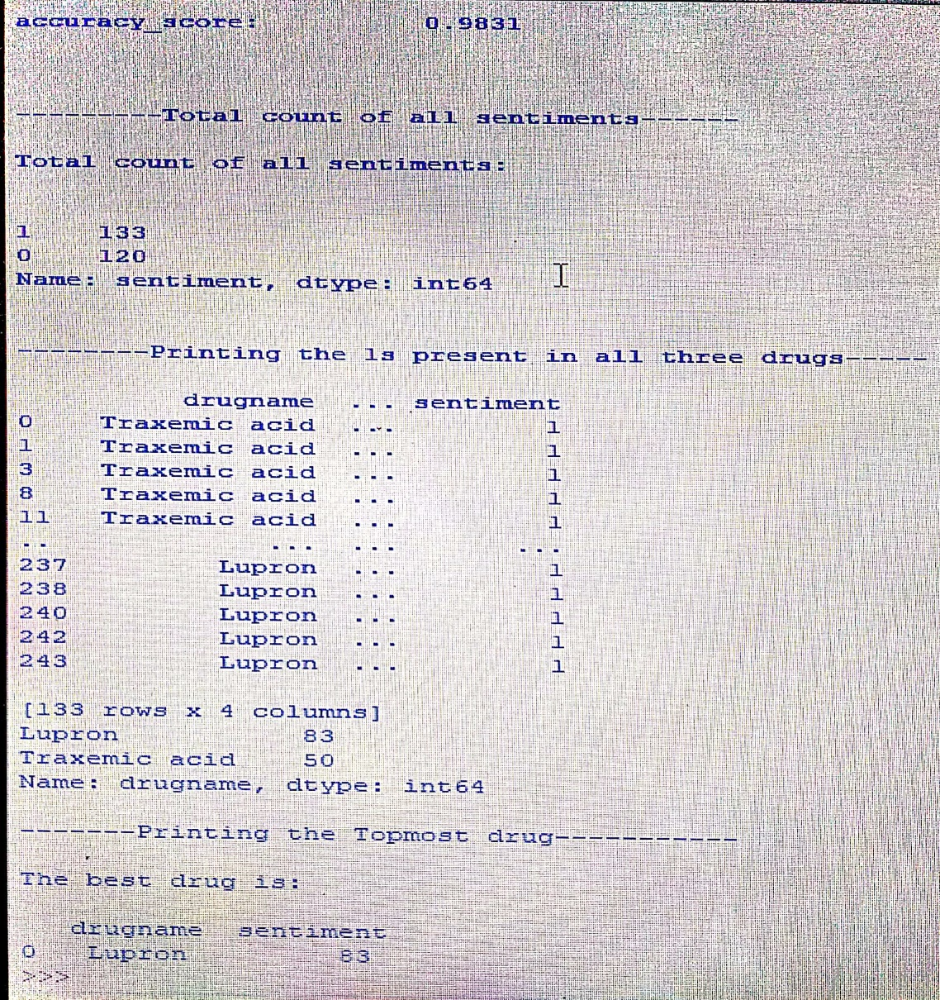 accuracy_score: 0.9831
---------Total count of all sentiments------
Total count of all sentiments:
1 133
0 120
Name: sentiment, dtype: int64
--------Printing the 1s present in all three drugs-----
drugname ... sentiment
0 Traxemic acid ... 1
1 Traxemic acid ... 1
3 Traxemic acid ... 1
8 Traxemic acid ... 1
11 Traxemic acid ... 1
.. ... ... ...
237 Lupron ... 1
238 Lupron ... 1
240 Lupron ... 1
242 Lupron ... 1
243 Lupron ... 1
[133 rows x 4 columns]
Lupron 83
Traxemic acid 50
Name: drugname, dtype: int64
-------Printing the Topmost drug-----------
The best drug is:
drugname sentiment
0 Lupron 83
>>>